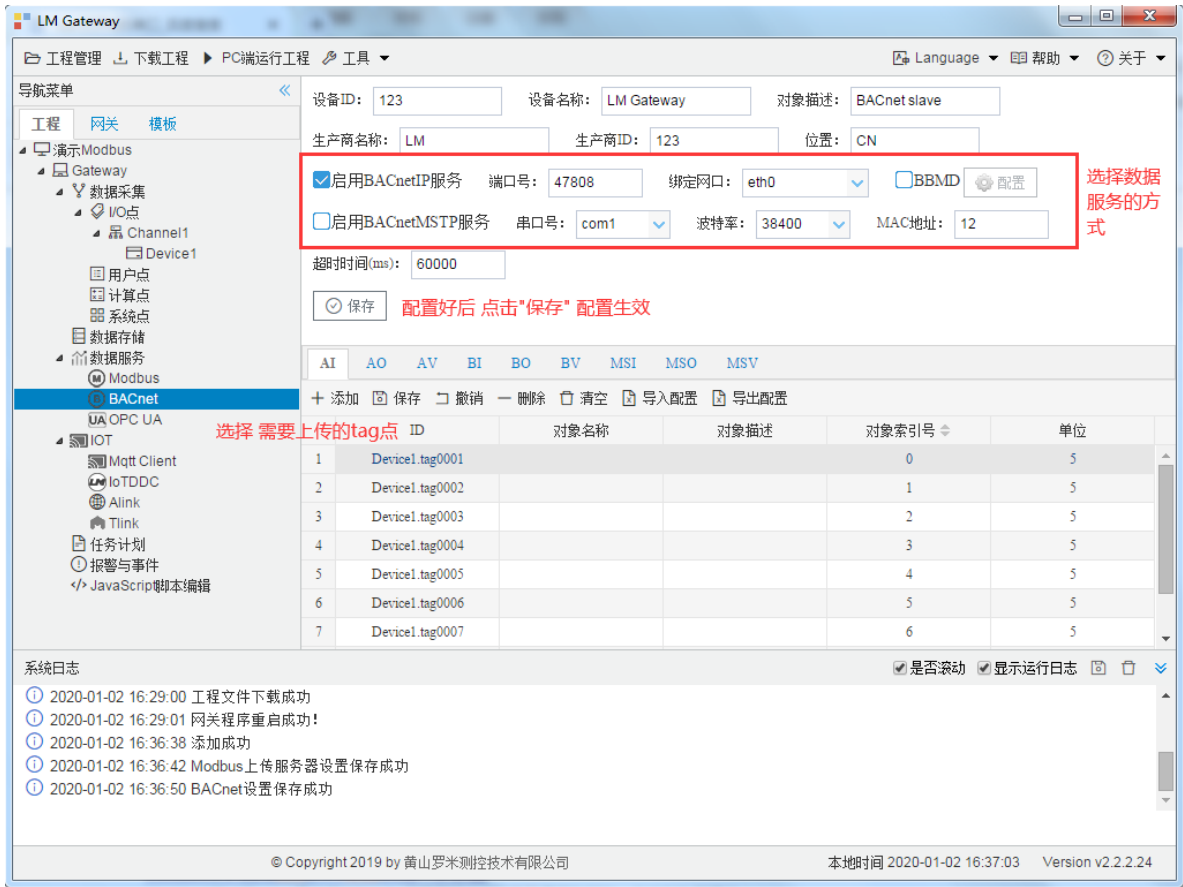 LM Gateway
工程管理 下载工程 PC端运行工程 工具 Language 帮助 关于
导航菜单
工程 网关 模板
演示Modbus
Gateway
数据采集
I/O点
Channel1
Device1
用户点
计算点
系统点
数据存储
数据服务
Modbus
BACnet
UA OPC UA
IOT
Mqtt Client
IoTDDC
Alink
Tlink
任务计划
报警与事件
JavaScript脚本编辑
设备ID: 123 设备名称: LM Gateway 对象描述: BACnet slave
生产商名称: LM 生产商ID: 123 位置: CN
启用BACnetIP服务 端口号: 47808 绑定网口: eth0 BBMD 配置
启用BACnetMSTP服务 串口号: com1 波特率: 38400 MAC地址: 12
选择数据
服务的方
式
超时时间(ms): 60000
保存 配置好后 点击"保存" 配置生效
AI AO AV BI BO BV MSI MSO MSV
添加 保存 撤销 删除 清空 导入配置 导出配置
选择 需要上传的tag点
ID 对象名称 对象描述 对象索引号 单位
1 Device1.tag0001 0 5
2 Device1.tag0002 1 5
3 Device1.tag0003 2 5
4 Device1.tag0004 3 5
5 Device1.tag0005 4 5
6 Device1.tag0006 5 5
7 Device1.tag0007 6 5
系统日志 是否滚动 显示运行日志
2020-01-02 16:29:00 工程文件下载成功
2020-01-02 16:29:01 网关程序重启成功!
2020-01-02 16:36:38 添加成功
2020-01-02 16:36:42 Modbus上传服务器设置保存成功
2020-01-02 16:36:50 BACnet设置保存成功
© Copyright 2019 by 黄山罗米测控技术有限公司 本地时间 2020-01-02 16:37:03 Version v2.2.2.24